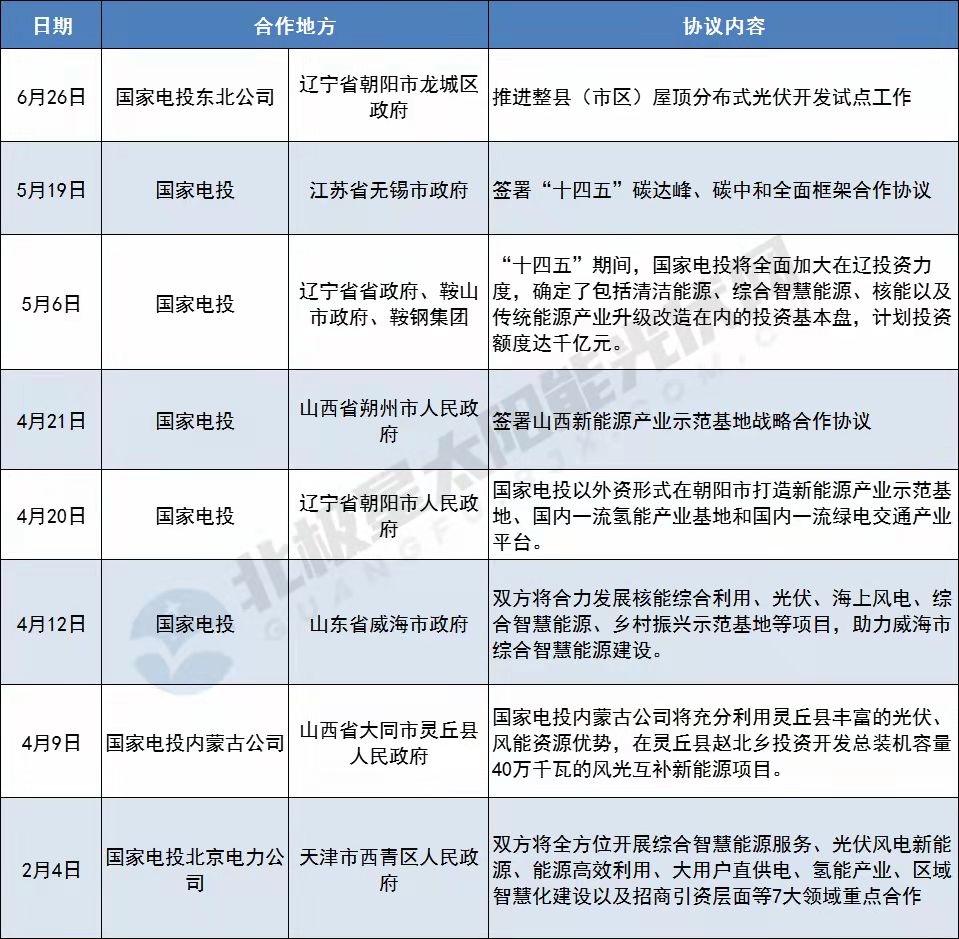 日期
合作地方
协议内容
6月26日
国家电投东北公司
辽宁省朝阳市龙城区
政府
推进整县（市区）屋顶分布式光伏开发试点工作
5月19日
国家电投
江苏省无锡市政府
签署“十四五”碳达峰、碳中和全面框架合作协议
5月6日
国家电投
辽宁省省政府、鞍山
市政府、鞍钢集团
“十四五”期间，国家电投将全面加大在辽投资力
度，确定了包括清洁能源、综合智慧能源、核能以及
传统能源产业升级改造在内的投资基本盘，计划投资
额度达千亿元。
4月21日
国家电投
山西省朔州市人民政
府
签署山西新能源产业示范基地战略合作协议
4月20日
国家电投
辽宁省朝阳市人民政
府
国家电投以外资形式在朝阳市打造新能源产业示范基
地、国内一流氢能产业基地和国内一流绿电交通产业
平台。
4月12日
国家电投
山东省威海市政府
双方将合力发展核能综合利用、光伏、海上风电、综
合智慧能源、乡村振兴示范基地等项目，助力威海市
综合智慧能源建设。
4月9日
国家电投内蒙古公司
山西省大同市灵丘县
人民政府
国家电投内蒙古公司将充分利用灵丘县丰富的光伏、
风能资源优势，在灵丘县赵北乡投资开发总装机容量
40万千瓦的风光互补新能源项目。
2月4日
国家电投北京电力公
司
天津市西青区人民政
府
双方将全方位开展综合智慧能源服务、光伏风电新能
源、能源高效利用、大用户直供电、氢能产业、区域
智慧化建设以及招商引资层面等7大领域重点合作
北极星太阳能光伏网